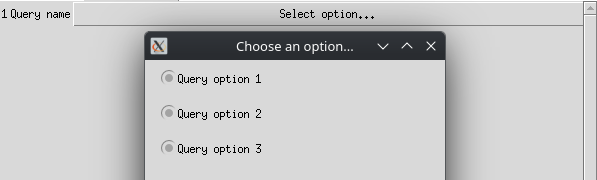 1 Query name Select option...
Choose an option...
Query option 1
Query option 2
Query option 3